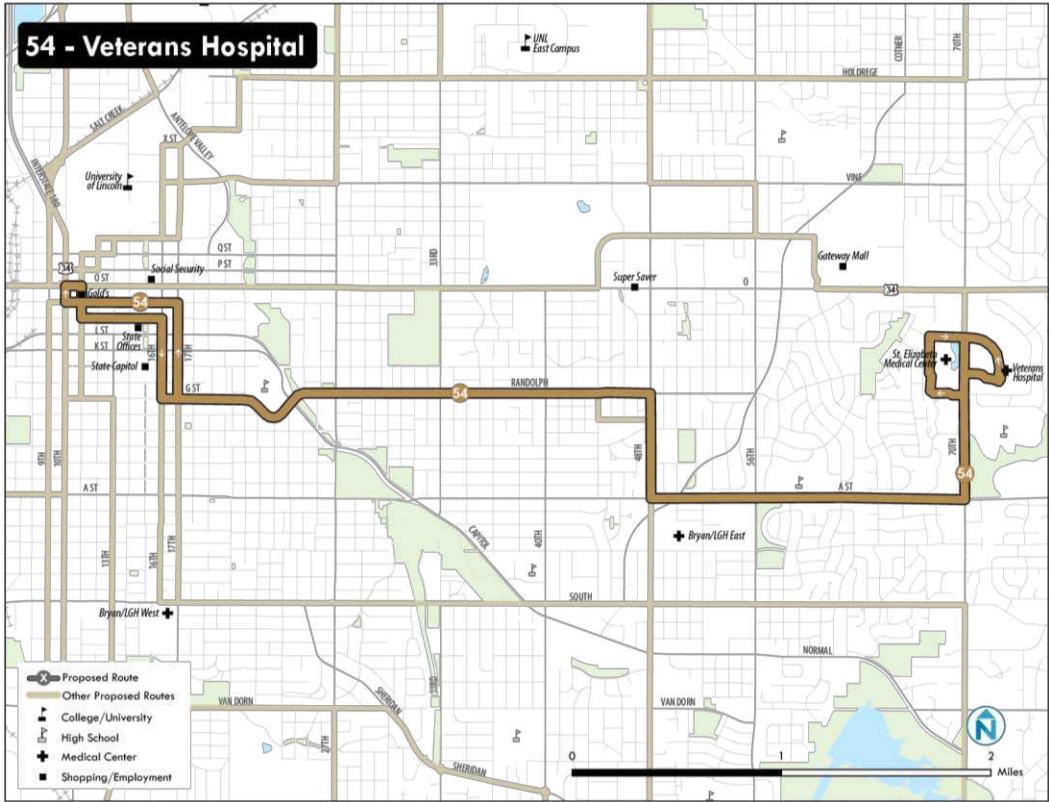 54 - Veterans Hospital
UNL
East Campus
COTNER
70TH
HOLDREGE
SALT CREEK
ANTELOPE VALLEY
X ST
INTERSTATE 180
University
of Lincoln
VINE
33RD
Q ST
P ST
34
Social Security
Gateway Mall
O ST
Super Saver
O
34
Gold's
54
L ST
State
Offices
K ST
16TH
17TH
State Capitol
St. Elizabeth
Medical Center
Veterans
Hospital
G ST
RANDOLPH
54
9TH
10TH
48TH
56TH
70TH
54
A ST
A ST
CAPITOL
40TH
Bryan/LGH East
13TH
16TH
17TH
SOUTH
Bryan/LGH West
NORMAL
X Proposed Route
Other Proposed Routes
College/University
High School
Medical Center
Shopping/Employment
VAN DORN
27TH
SHERIDAN
33RD
SHERIDAN
VAN DORN
N
0 1 2
Miles